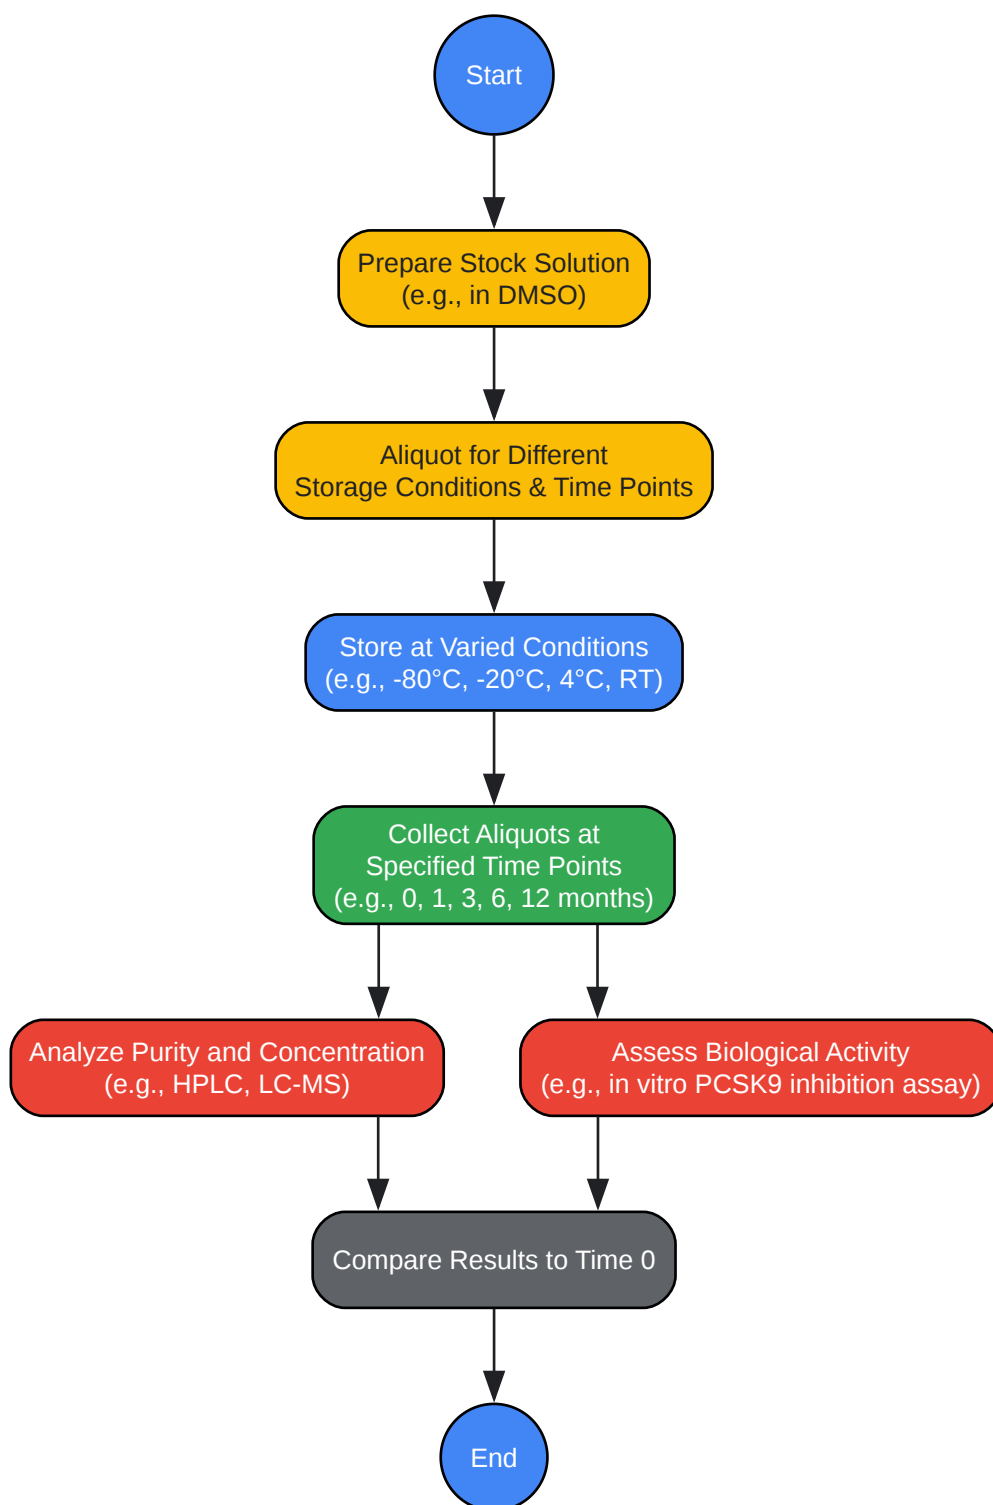 Start
Prepare Stock Solution
(e.g., in DMSO)
Aliquot for Different
Storage Conditions & Time Points
Store at Varied Conditions
(e.g., -80°C, -20°C, 4°C, RT)
Collect Aliquots at
Specified Time Points
(e.g., 0, 1, 3, 6, 12 months)
Analyze Purity and Concentration
(e.g., HPLC, LC-MS)
Assess Biological Activity
(e.g., in vitro PCSK9 inhibition assay)
Compare Results to Time 0
End